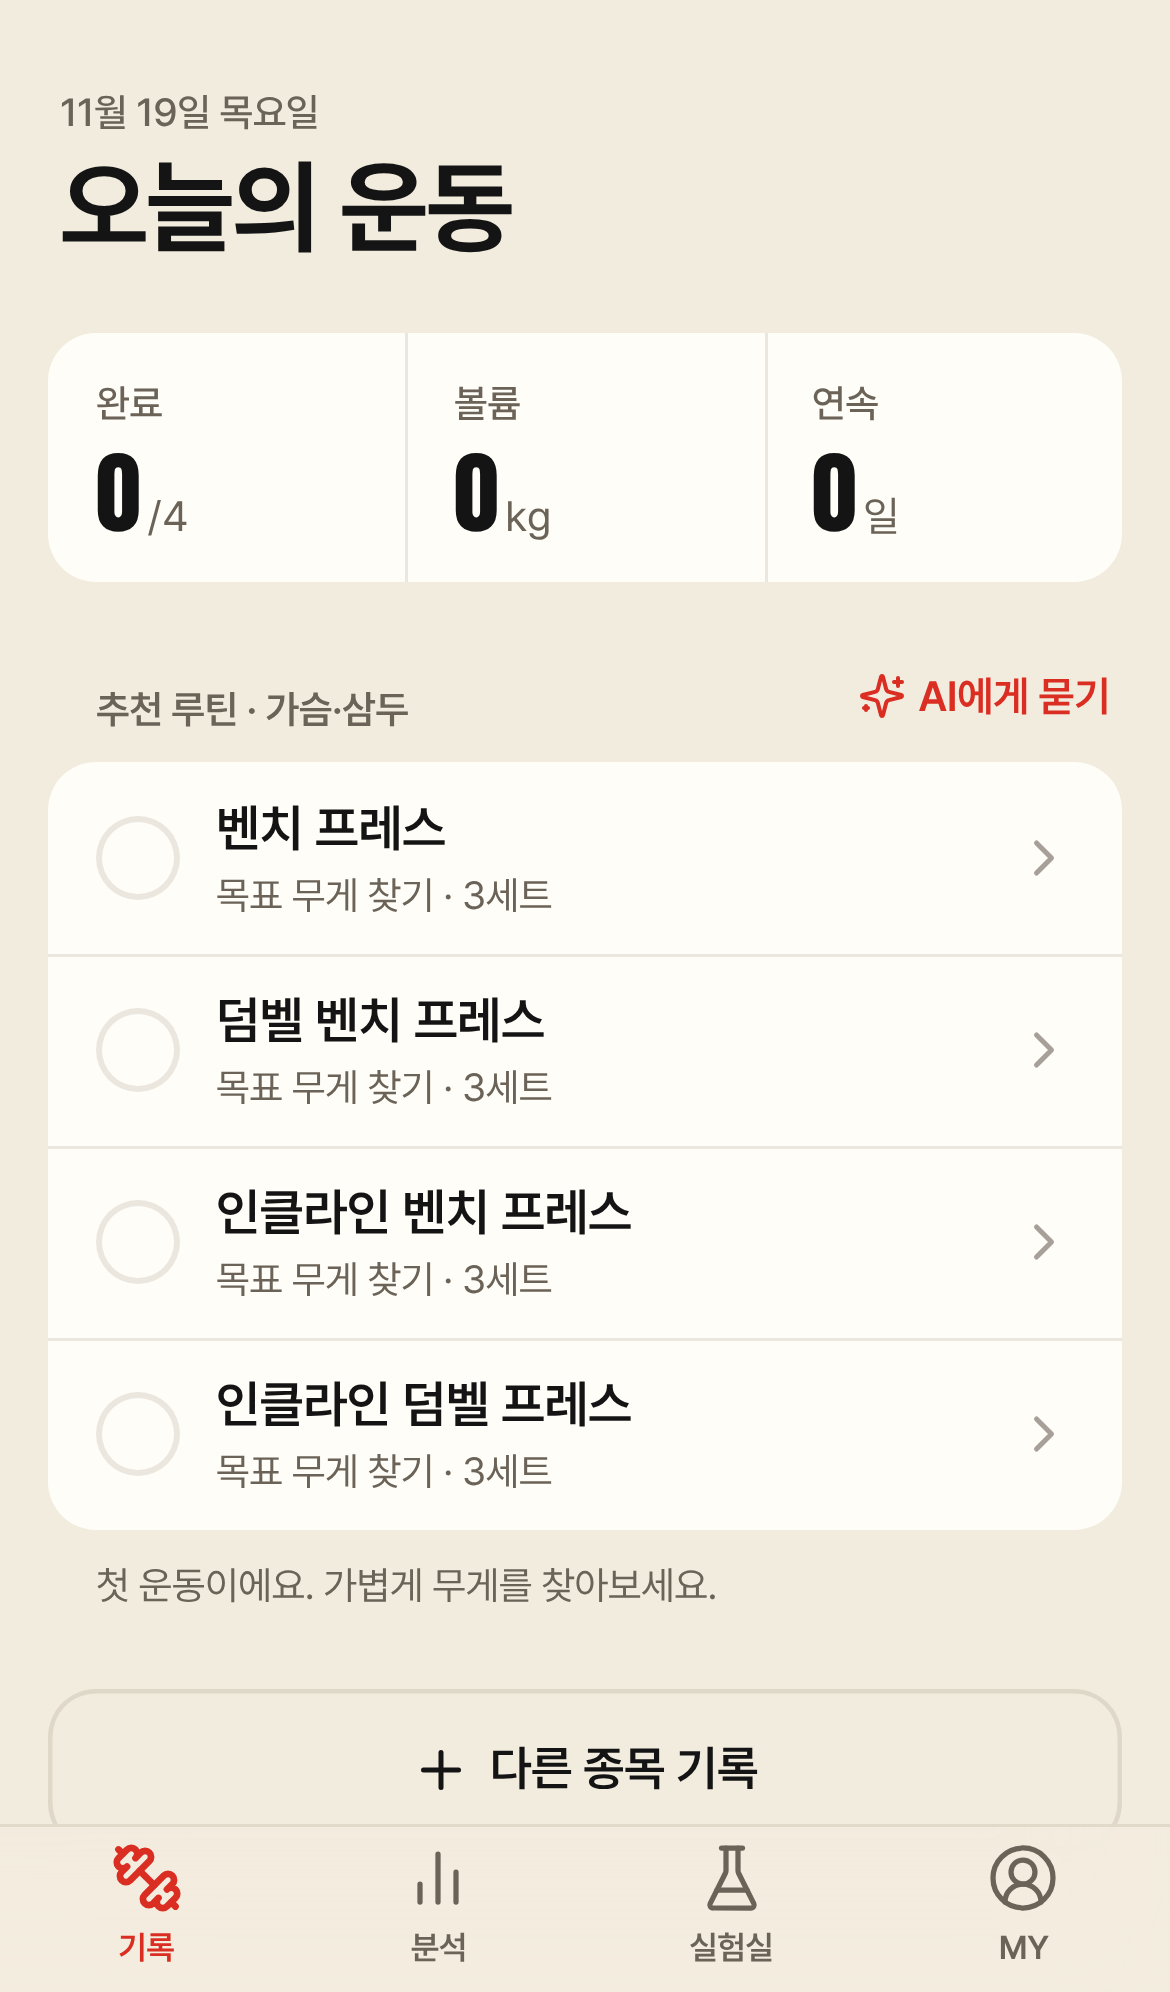 11월 19일 목요일
오늘의 운동
완료
0/4
볼륨
0kg
연속
0일
추천 루틴 · 가슴·삼두
AI에게 묻기
벤치 프레스
목표 무게 찾기 · 3세트
덤벨 벤치 프레스
목표 무게 찾기 · 3세트
인클라인 벤치 프레스
목표 무게 찾기 · 3세트
인클라인 덤벨 프레스
목표 무게 찾기 · 3세트
첫 운동이에요. 가볍게 무게를 찾아보세요.
+ 다른 종목 기록
기록
분석
실험실
MY